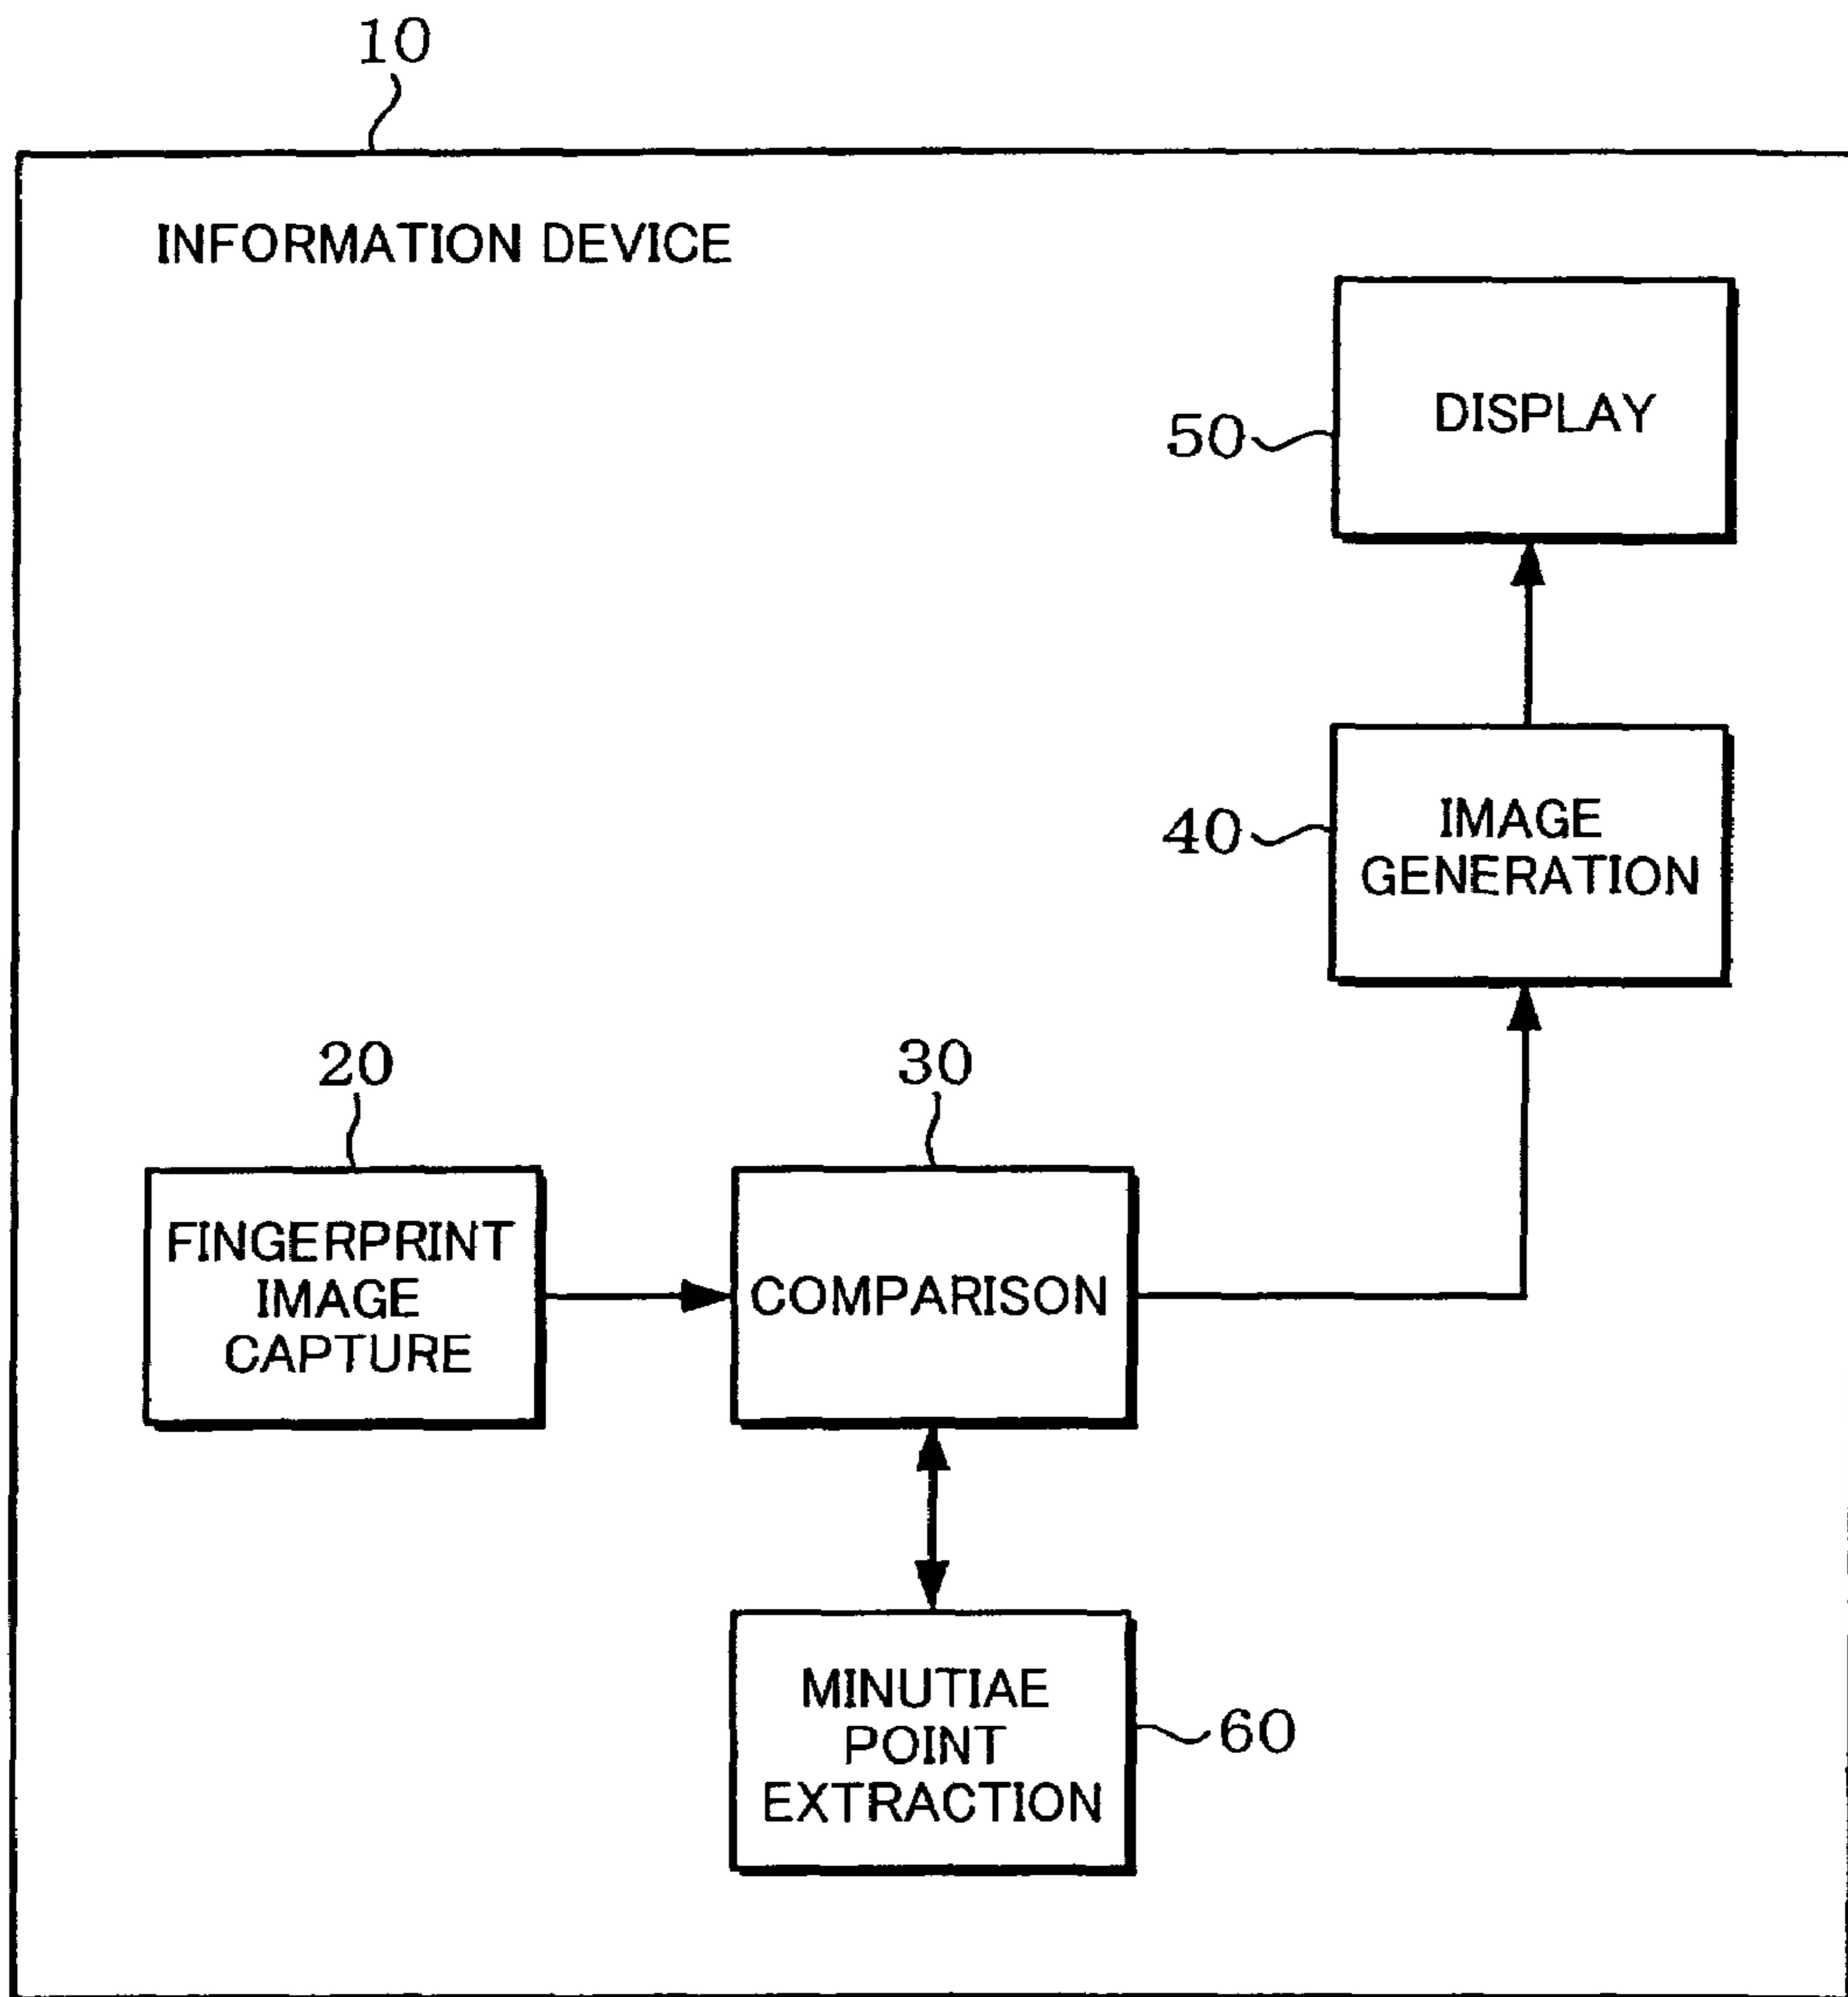 10
INFORMATION DEVICE
DISPLAY
50
IMAGE
GENERATION
40
20
30
FINGERPRINT
IMAGE
CAPTURE
COMPARISON
MINUTIAE
POINT
EXTRACTION
60